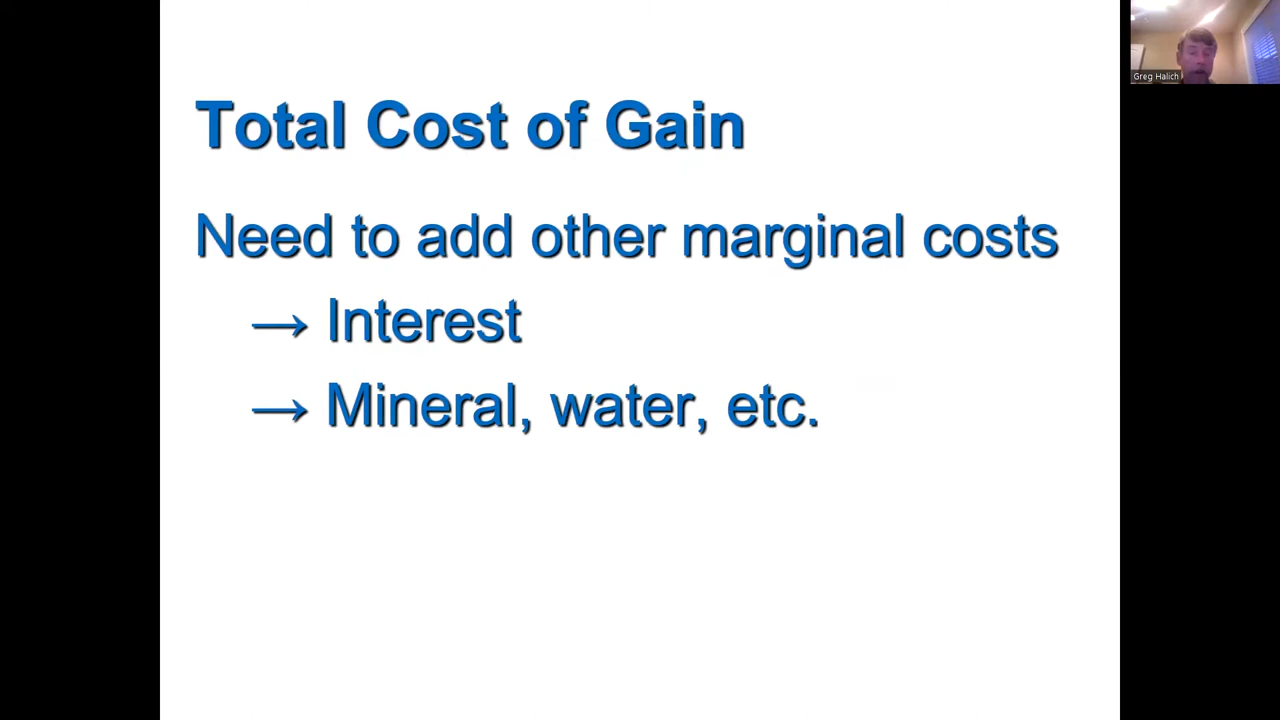 Total Cost of Gain
Need to add other marginal costs
→ Interest
→ Mineral, water, etc.
Greg Halich